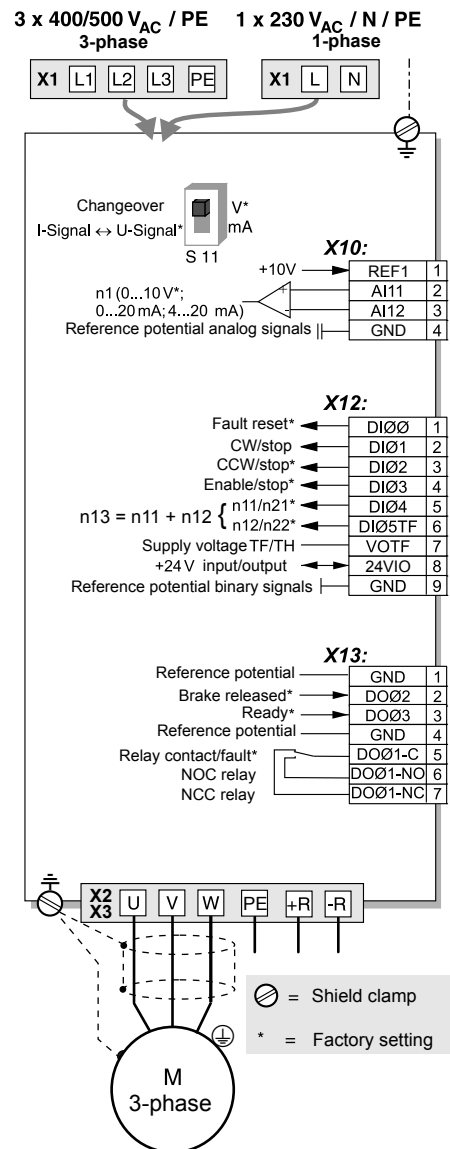 3 x 400/500 VAC / PE 1 x 230 VAC / N / PE
3-phase 1-phase
X1 L1 L2 L3 PE X1 L N
Changeover V*
I-Signal ↔ U-Signal* mA
S 11
X10:
+10V REF1 1
n1 (0...10 V*; + AI11 2
0...20 mA; 4...20 mA) - AI12 3
Reference potential analog signals GND 4
X12:
Fault reset* DIØØ 1
CW/stop DIØ1 2
CCW/stop* DIØ2 3
Enable/stop* DIØ3 4
n13 = n11 + n12 { n11/n21* DIØ4 5
n12/n22* DIØ5TF 6
Supply voltage TF/TH VOTF 7
+24 V input/output 24VIO 8
Reference potential binary signals GND 9
X13:
Reference potential GND 1
Brake released* DOØ2 2
Ready* DOØ3 3
Reference potential GND 4
Relay contact/fault* DOØ1-C 5
NOC relay DOØ1-NO 6
NCC relay DOØ1-NC 7
X2
X3 U V W PE +R -R
= Shield clamp
* = Factory setting
M
3-phase